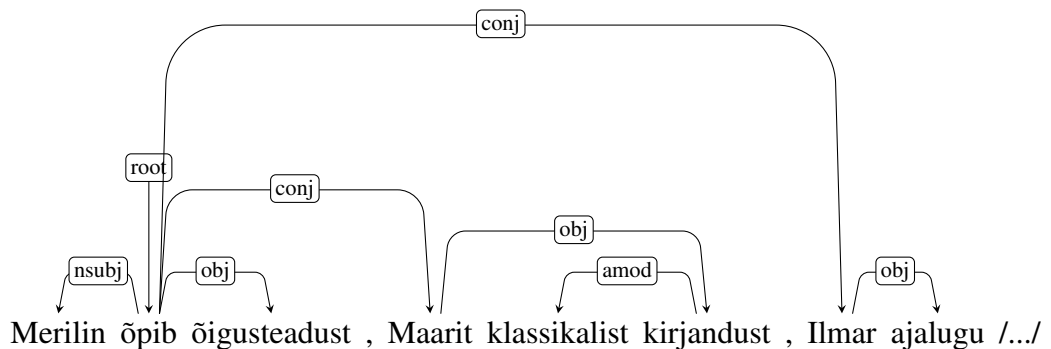 conj
root
conj
obj
nsubj obj amod obj
Merilin õpib õigusteadust , Maarit klassikalist kirjandust , Ilmar ajalugu /.../